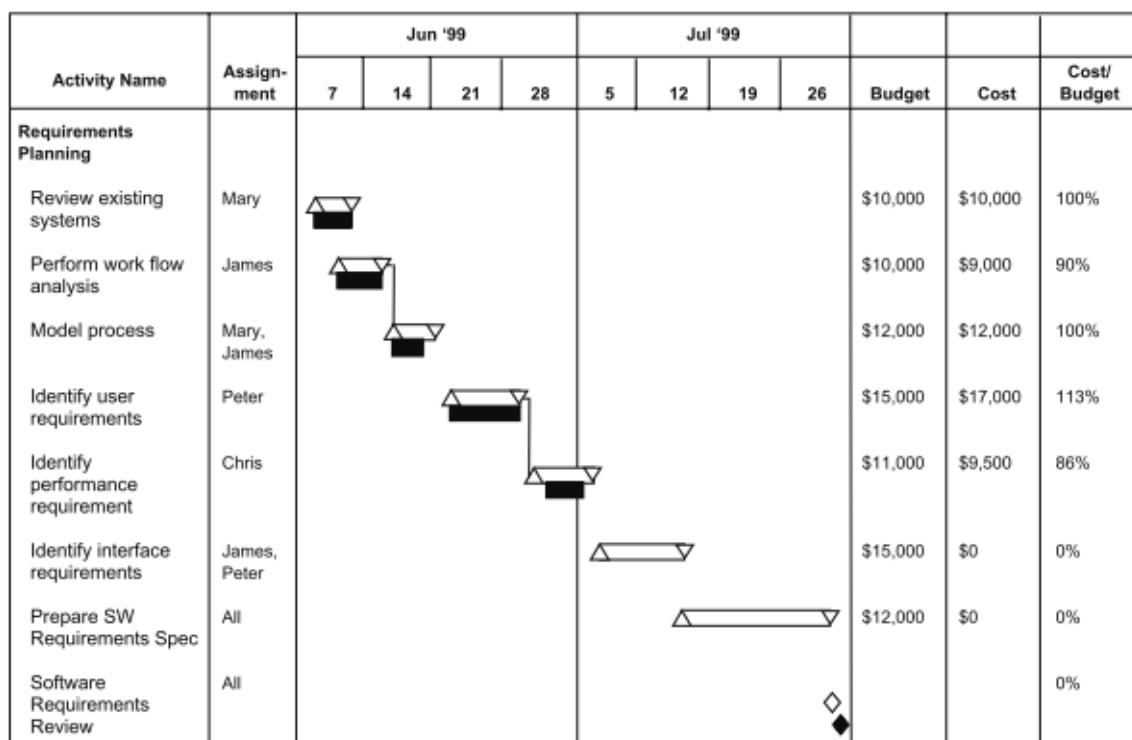 Jun '99 Jul '99
Activity Name Assign- Cost/
ment 7 14 21 28 5 12 19 26 Budget Cost Budget
Requirements
Planning
Review existing Mary $10,000 $10,000 100%
systems
Perform work flow James $10,000 $9,000 90%
analysis
Model process Mary, $12,000 $12,000 100%
James
Identify user Peter $15,000 $17,000 113%
requirements
Identify Chris $11,000 $9,500 86%
performance
requirement
Identify interface James, $15,000 $0 0%
requirements Peter
Prepare SW All $12,000 $0 0%
Requirements Spec
Software All 0%
Requirements
Review